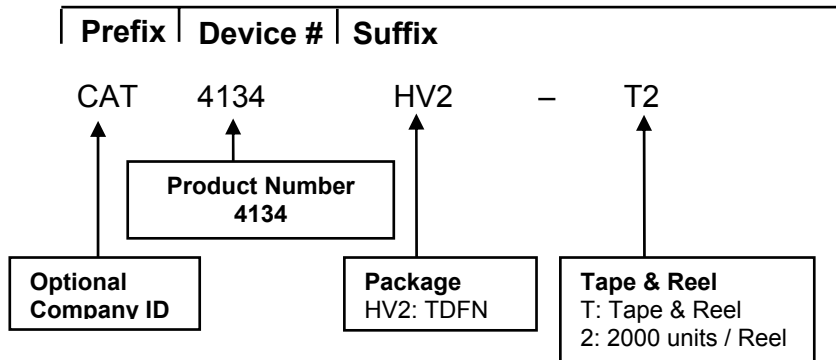 Prefix Device # Suffix
CAT 4134 HV2 – T2
Product Number
4134
Optional
Company ID
Package
HV2: TDFN
Tape & Reel
T: Tape & Reel
2: 2000 units / Reel